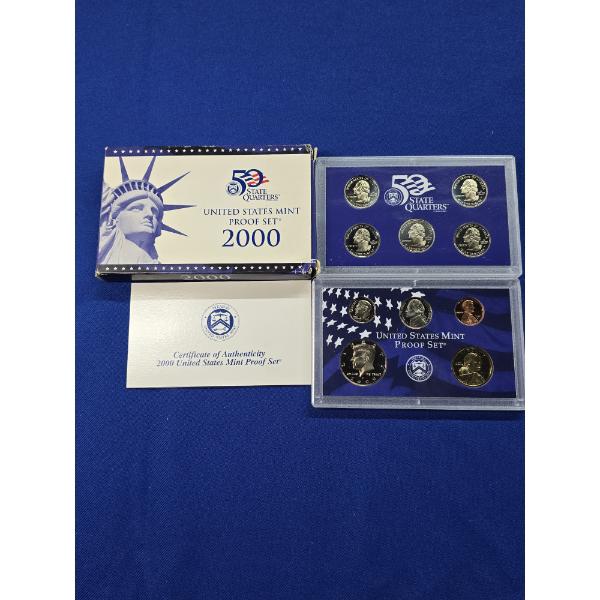 50
STATE
QUARTERS
UNITED STATES MINT
PROOF SET®
2000
2000
Certificate of Authenticity
2000 United States Mint Proof Set®
50
STATE
QUARTERS
UNITED STATES MINT
PROOF SET®